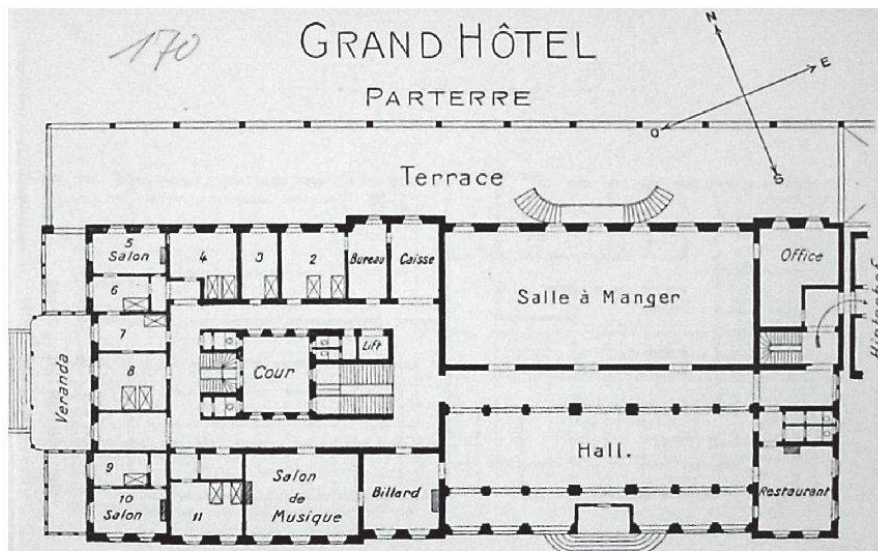 170
GRAND HÔTEL
PARTERRE
N
E
O
S
Terrace
5
Salon
4
3
2
Bureau
Caisse
Salle à Manger
Office
6
7
8
Veranda
Cour
Lift
Hall.
9
10
Salon
11
Salon
de
Musique
Billard
Restaurant
Hinterhof